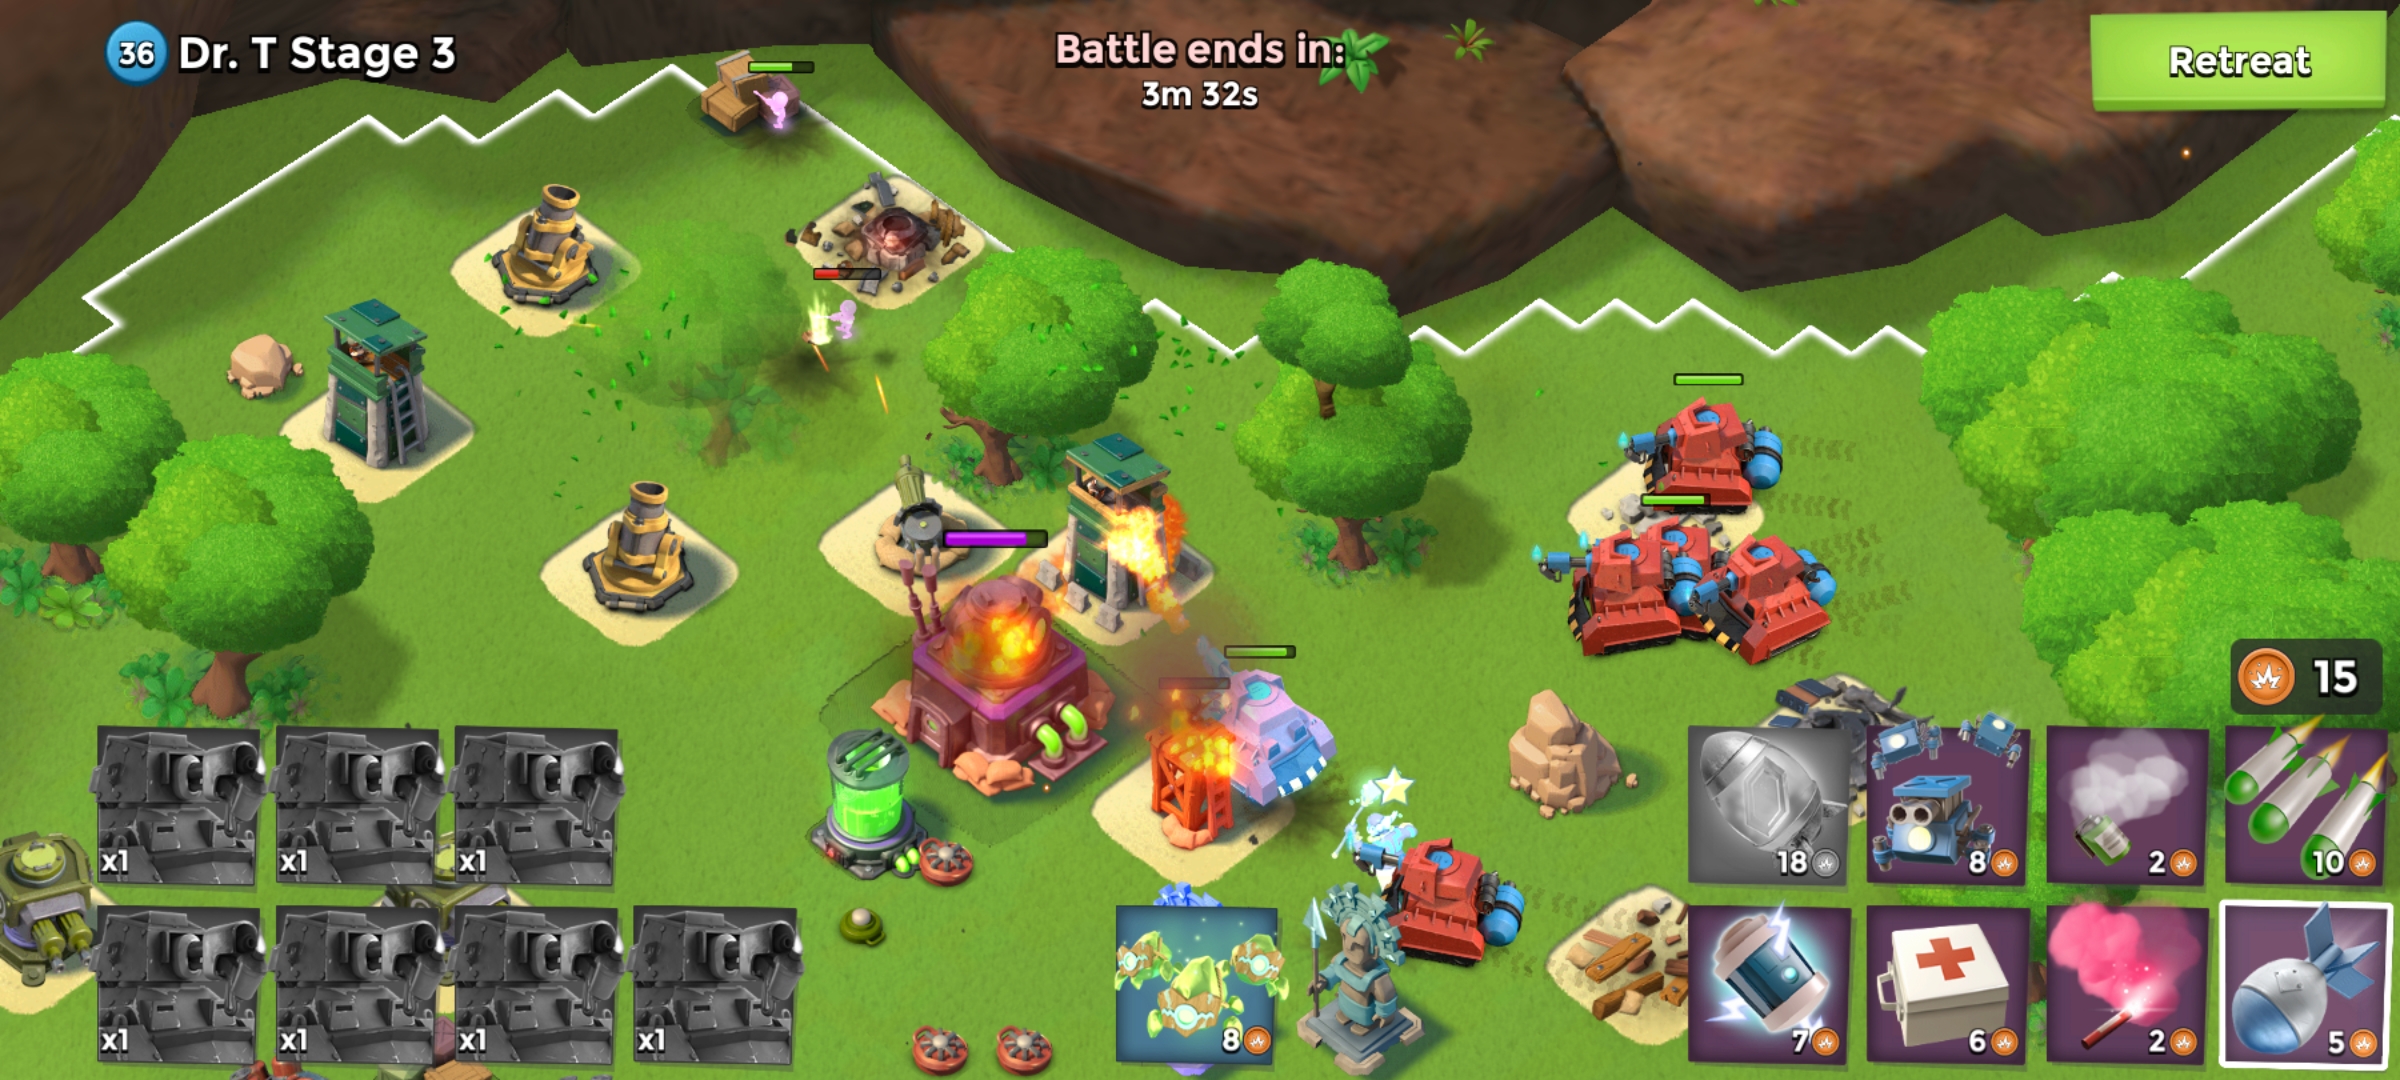 36 Dr. T Stage 3
Battle ends in:
3m 32s
Retreat
15
x1
x1
x1
18
8
2
10
x1
x1
x1
x1
8
7
6
2
5